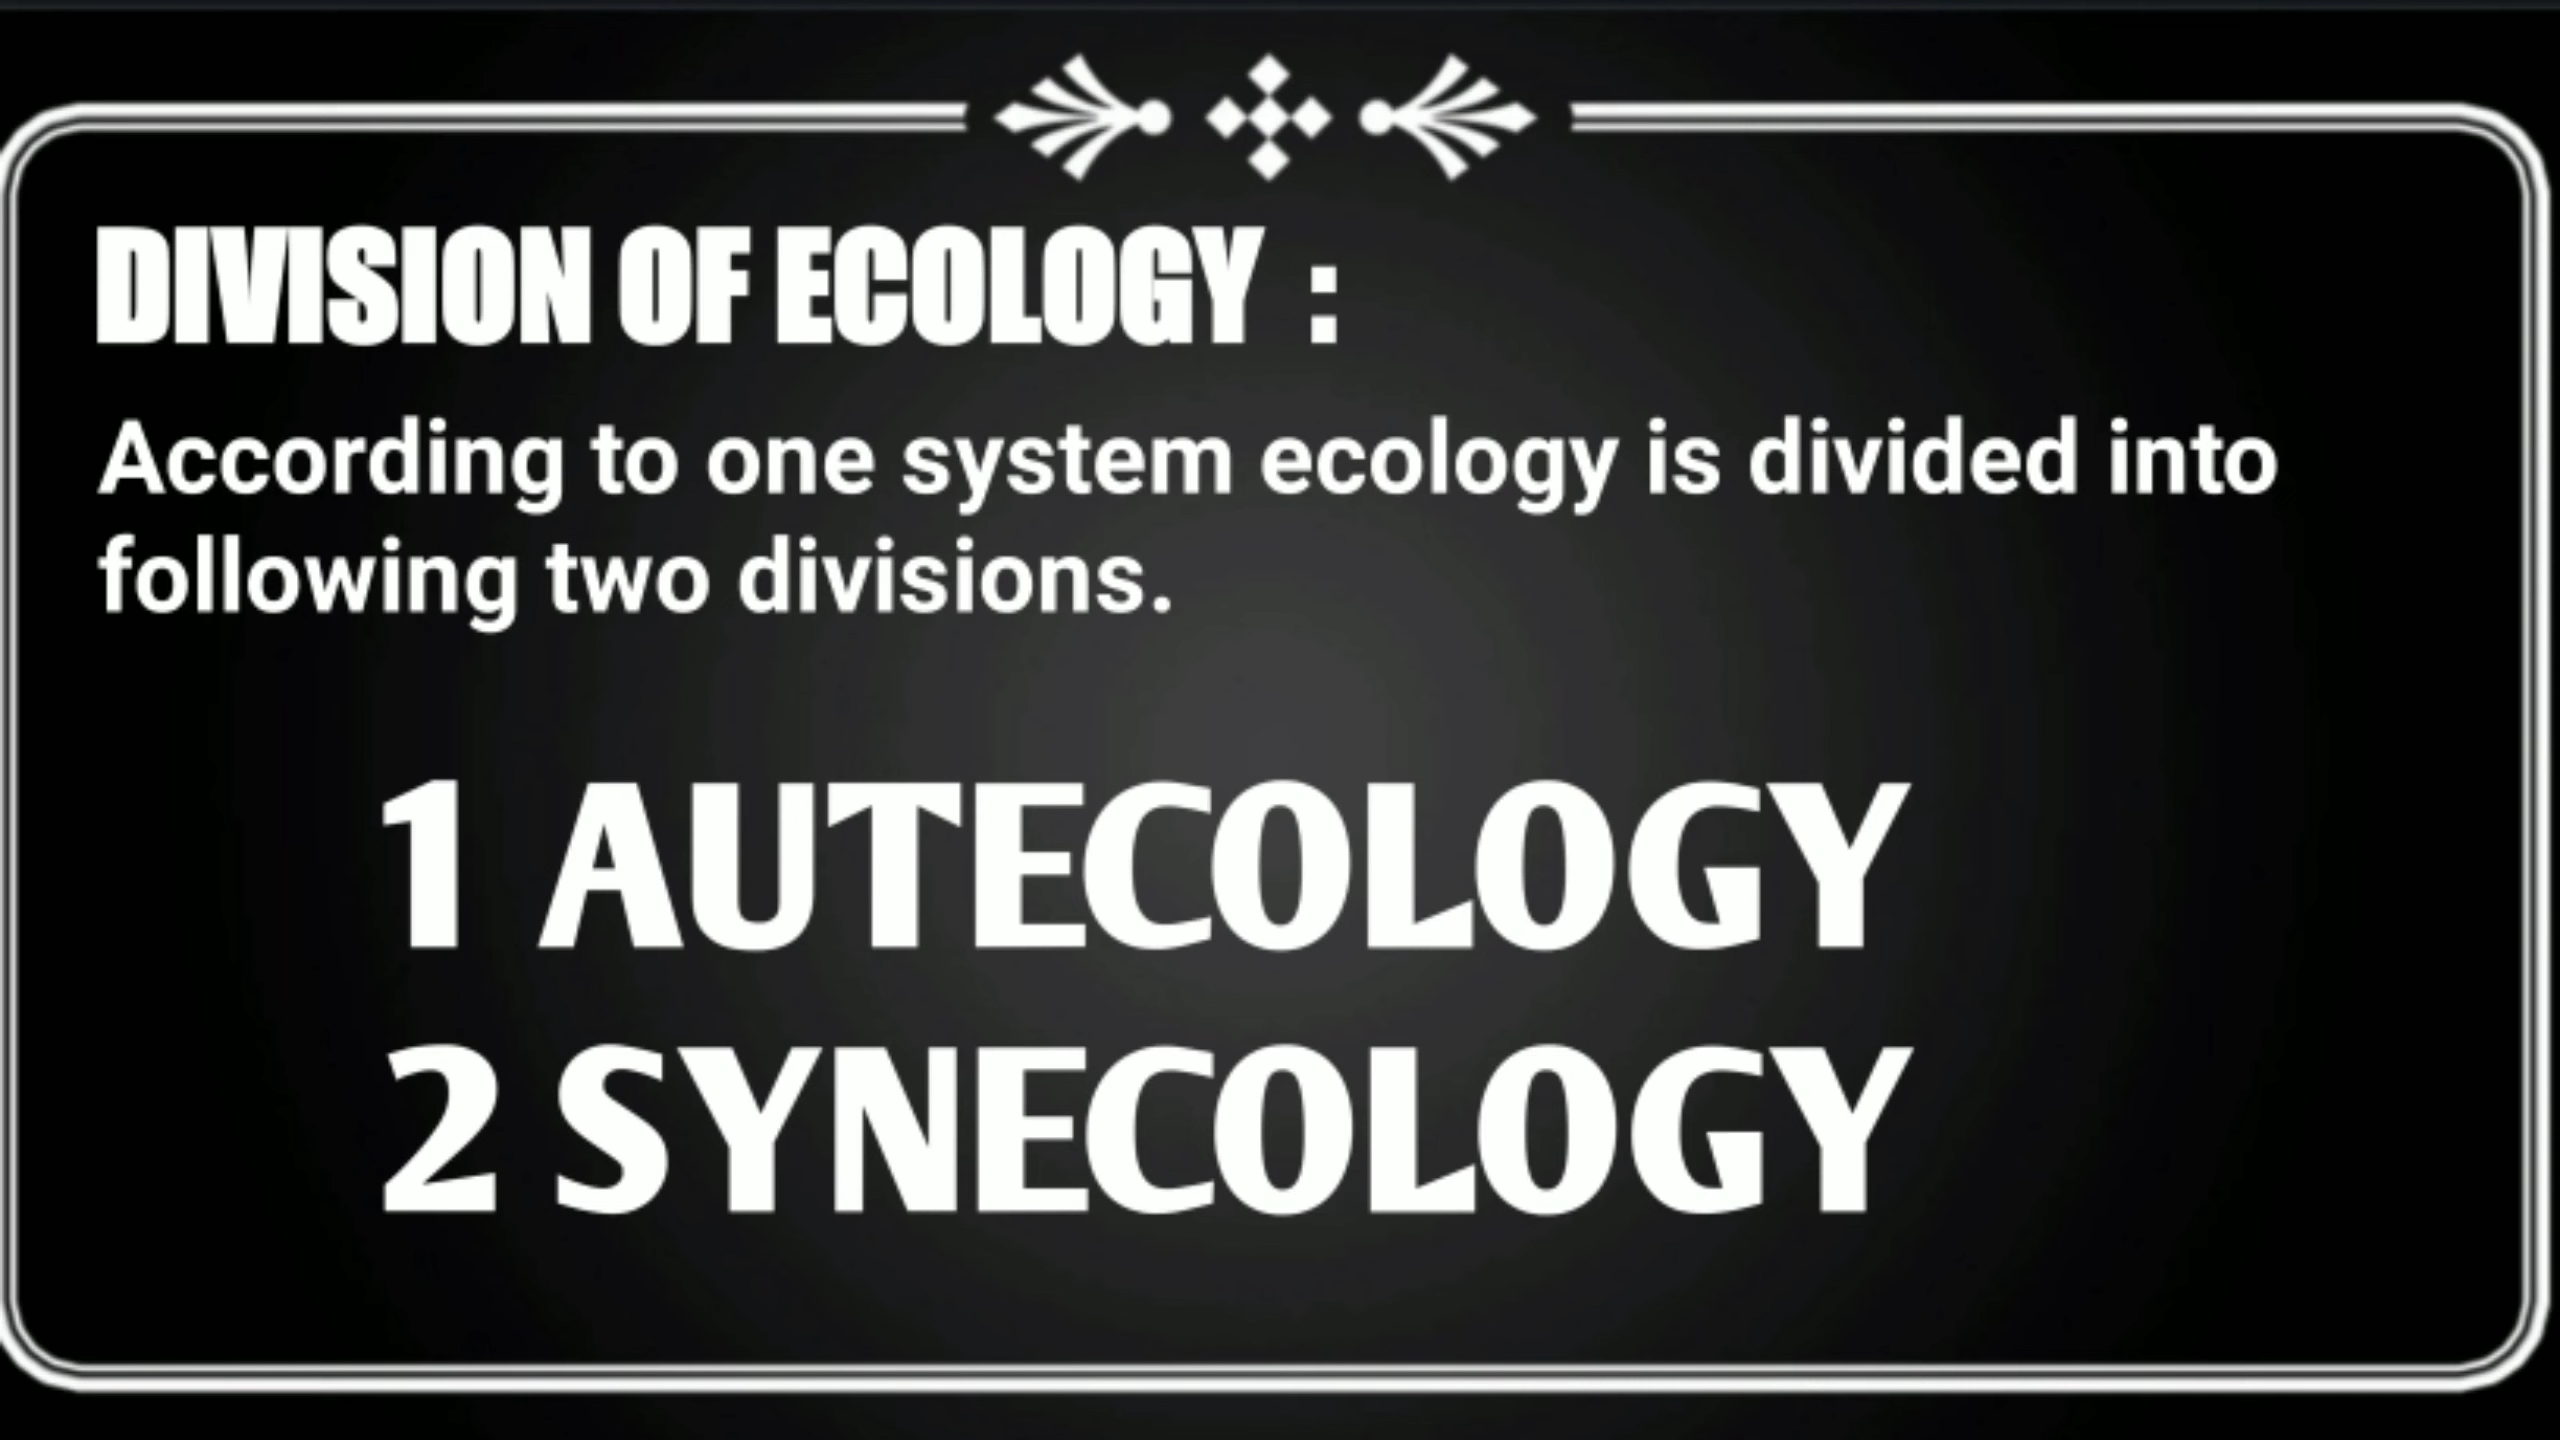 DIVISION OF ECOLOGY :
According to one system ecology is divided into
following two divisions.
1 AUTECOLOGY
2 SYNECOLOGY